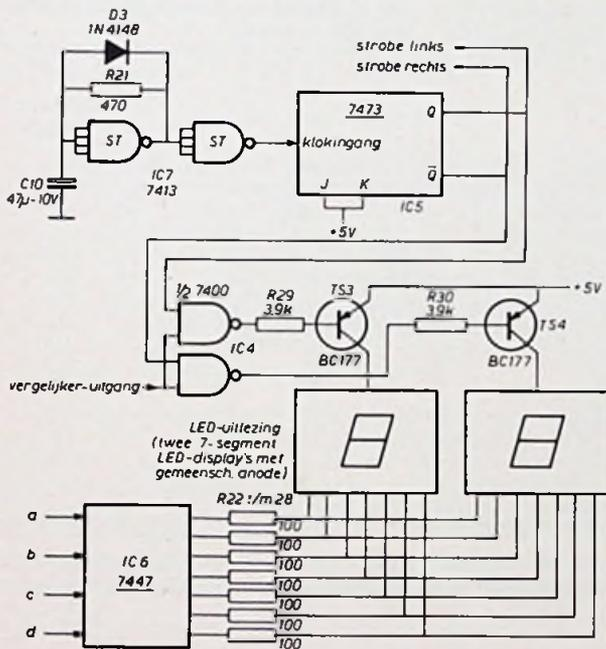 D3
1N4148
R21
470
ST
ST
IC7
7413
C10
47µ-10V
strobe links
strobe rechts
7473
Q
klokingang
Q̅
J K
IC5
+5V
1/2 7400
R29
3.9k
TS3
BC177
R30
3.9k
+5V
TS4
BC177
IC4
vergelijker-uitgang
LED-uitlezing
(twee 7-segment
LED-display's met
gemeensch. anode)
R22 t/m 28
a
b
c
d
IC6
7447
100
100
100
100
100
100
100